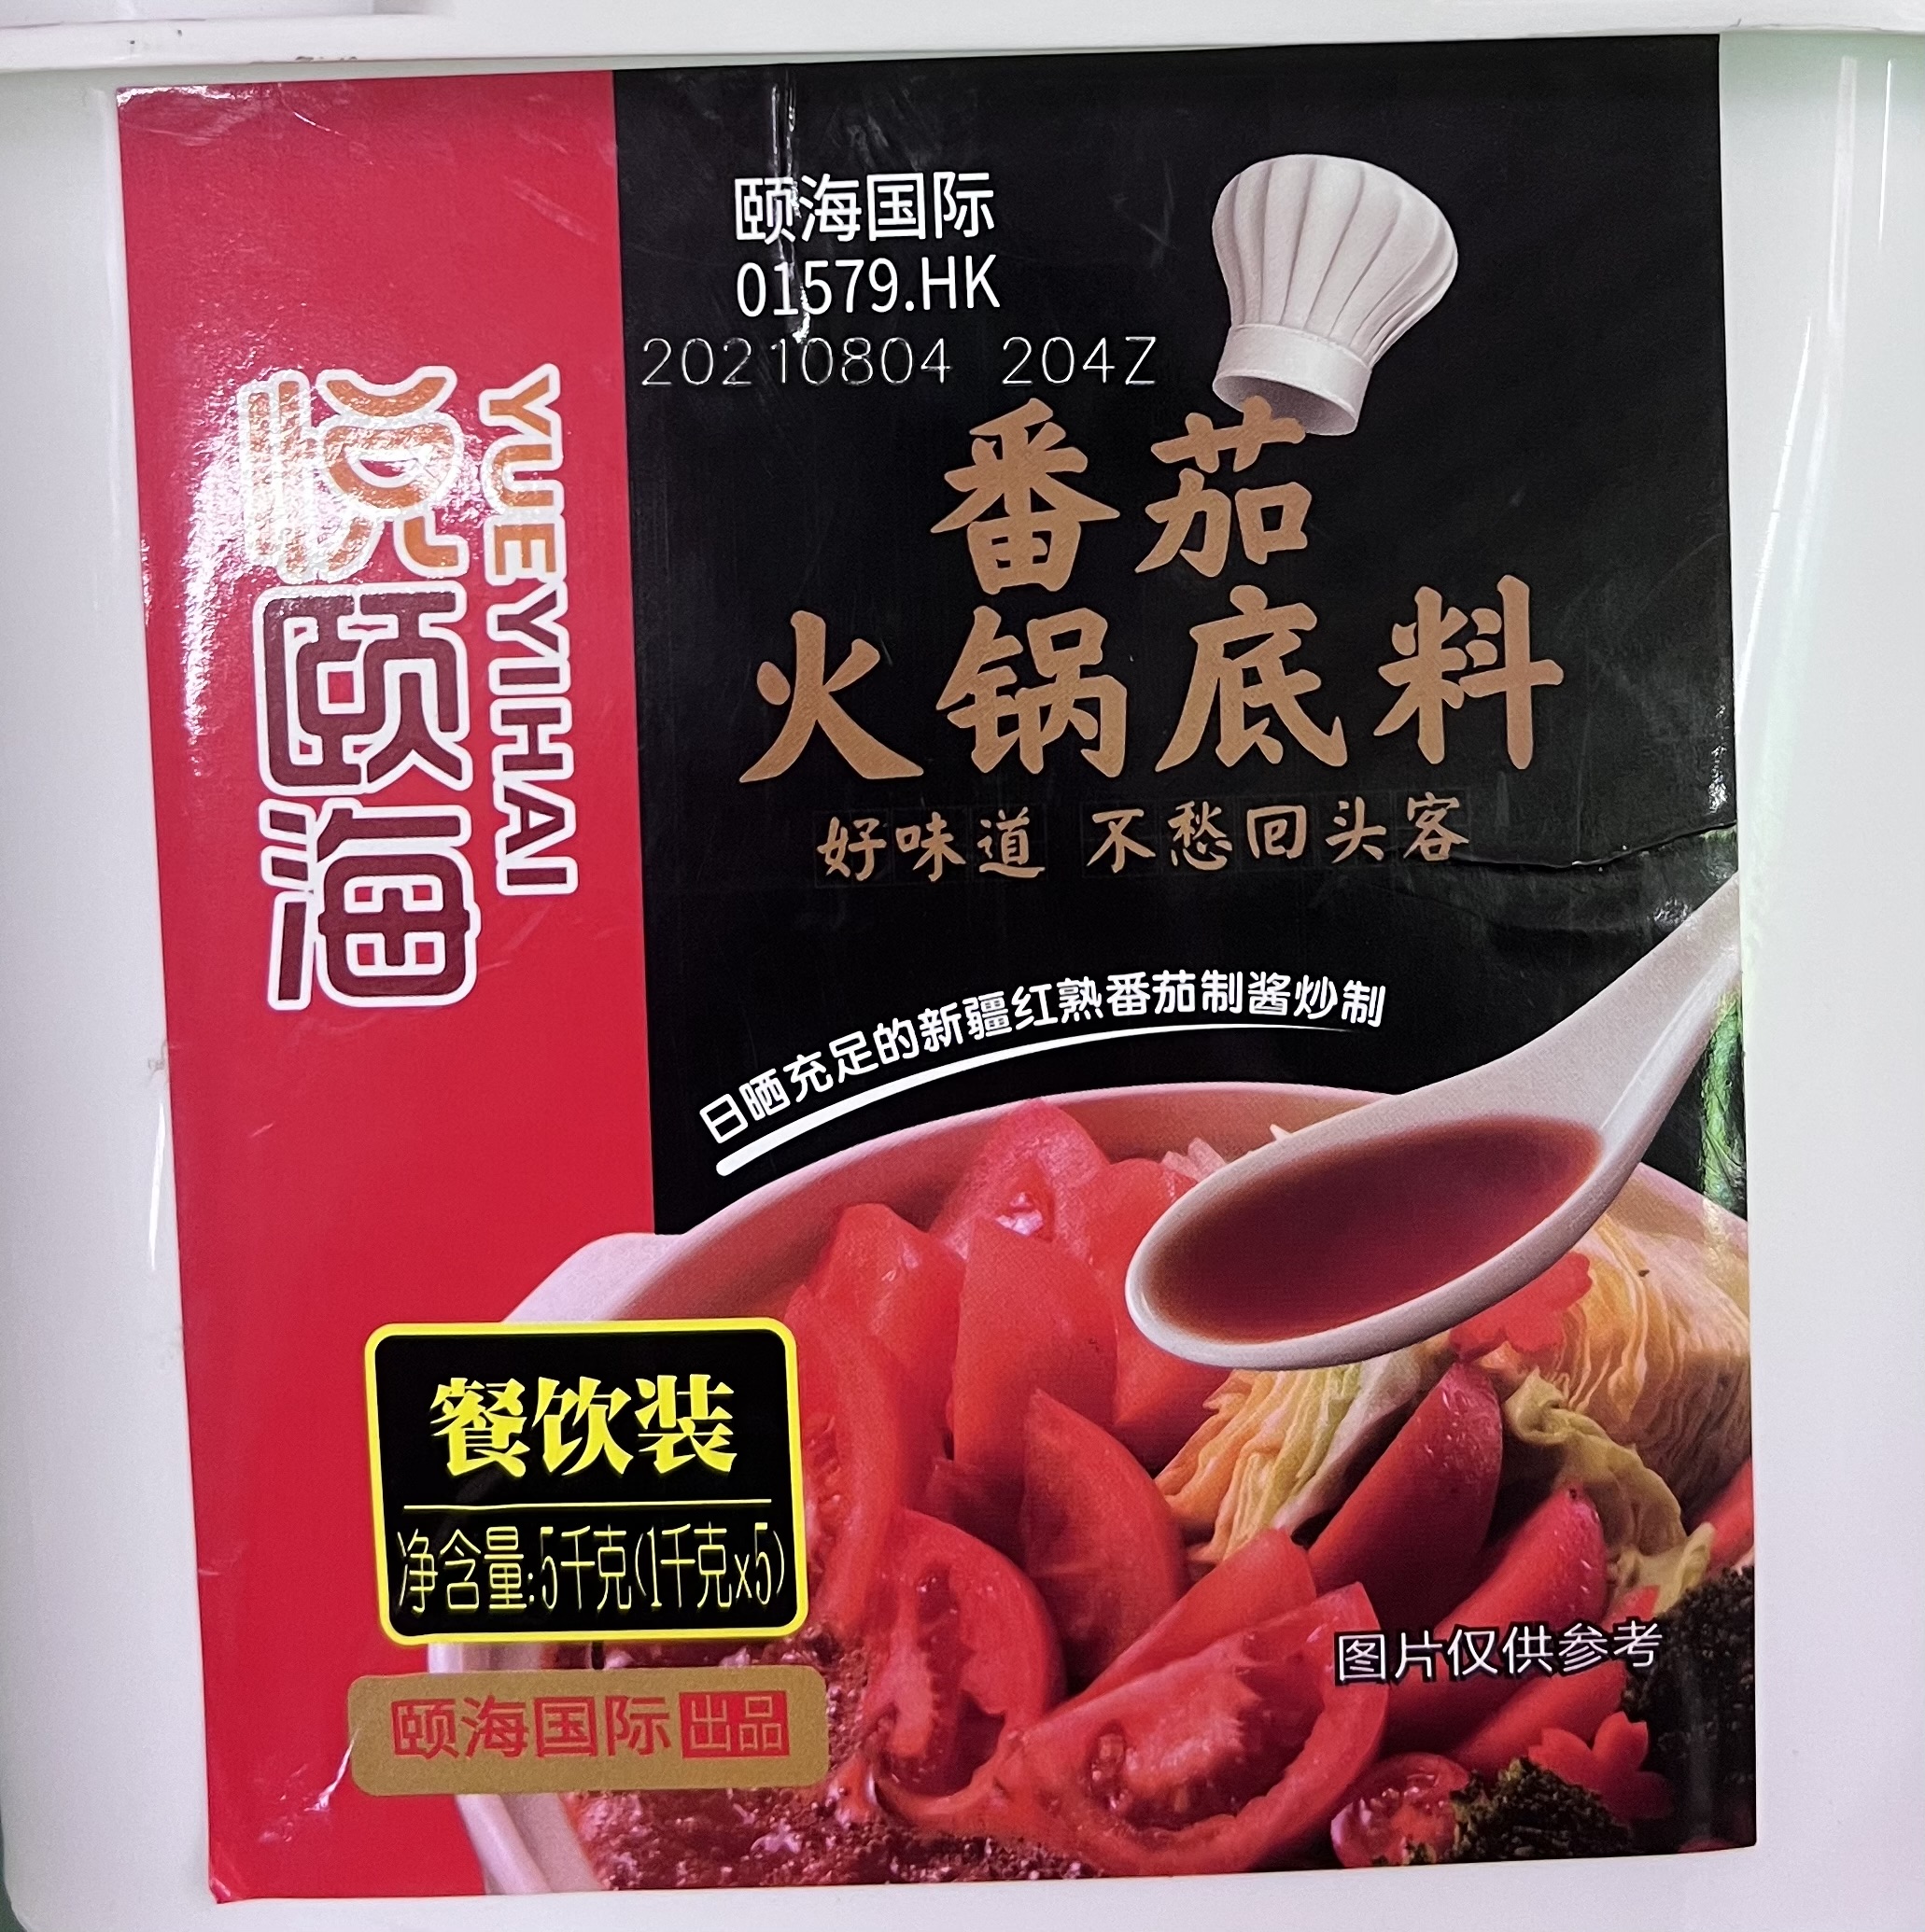 颐海国际
01579.HK
20210804 204Z
悦颐海
YUEYIHAI
番茄
火锅底料
好味道 不愁回头客
日晒充足的新疆红熟番茄制酱炒制
餐饮装
净含量:5千克(1千克x5)
图片仅供参考
颐海国际出品